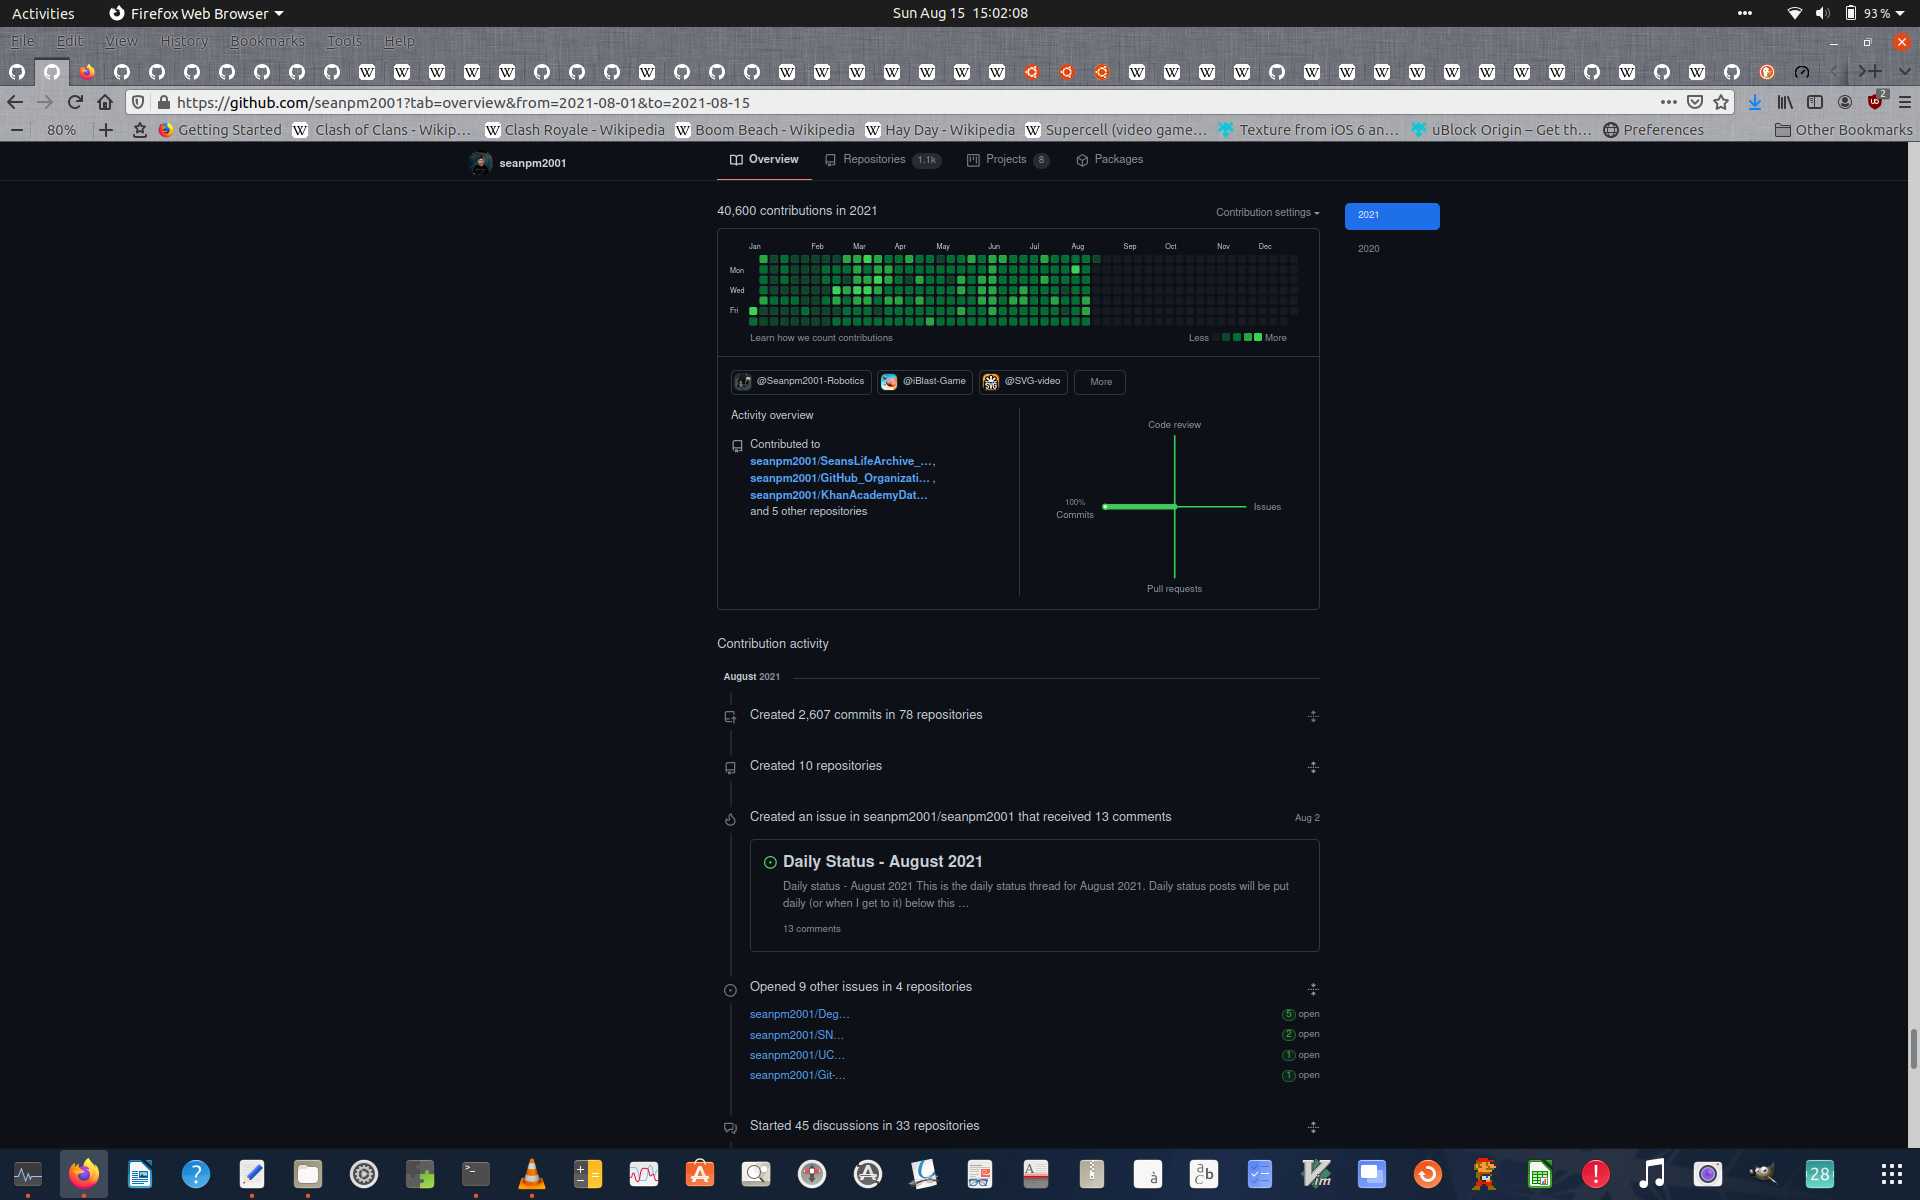 Activities
Firefox Web Browser
Sun Aug 15 15:02:08
93 %
File Edit View History Bookmarks Tools Help
https://github.com/seanpm2001?tab=overview&from=2021-08-01&to=2021-08-15
2
80%
Getting Started
Clash of Clans - Wikip…
Clash Royale - Wikipedia
Boom Beach - Wikipedia
Hay Day - Wikipedia
Supercell (video game…
Texture from iOS 6 an…
uBlock Origin – Get th…
Preferences
Other Bookmarks
seanpm2001
Overview
Repositories 1.1k
Projects 8
Packages
40,600 contributions in 2021
Contribution settings
2021
2020
Jan Feb Mar Apr May Jun Jul Aug Sep Oct Nov Dec
Mon
Wed
Fri
Learn how we count contributions
Less More
@Seanpm2001-Robotics
@iBlast-Game
@SVG-video
More
Activity overview
Contributed to
seanpm2001/SeansLifeArchive_…,
seanpm2001/GitHub_Organizati… ,
seanpm2001/KhanAcademyDat…
and 5 other repositories
Code review
100%
Commits
Issues
Pull requests
Contribution activity
August 2021
Created 2,607 commits in 78 repositories
Created 10 repositories
Created an issue in seanpm2001/seanpm2001 that received 13 comments
Aug 2
Daily Status - August 2021
Daily status - August 2021 This is the daily status thread for August 2021. Daily status posts will be put
daily (or when I get to it) below this …
13 comments
Opened 9 other issues in 4 repositories
seanpm2001/Deg… 5 open
seanpm2001/SN… 2 open
seanpm2001/UC… 1 open
seanpm2001/Git-… 1 open
Started 45 discussions in 33 repositories
28